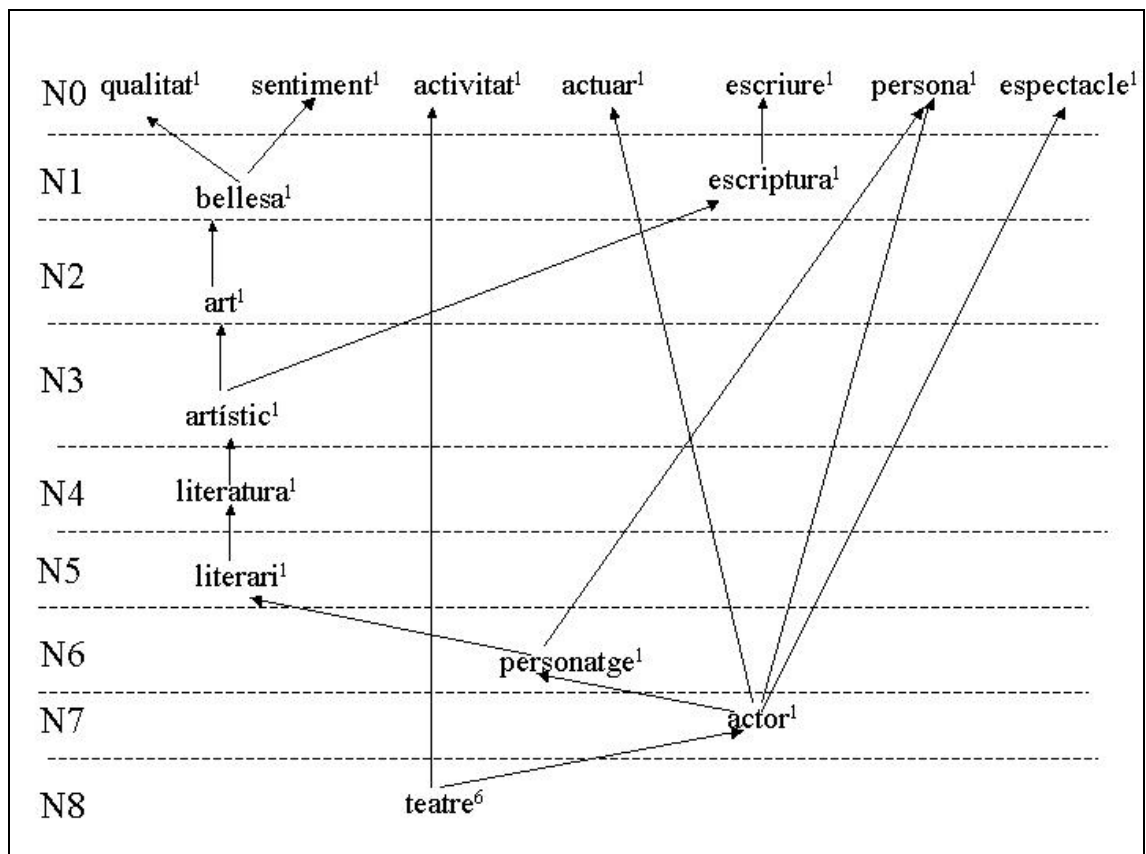 N0 qualitat¹ sentiment¹ activitat¹ actuar¹ escriure¹ persona¹ espectacle¹
N1 bellesa¹ escriptura¹
N2 art¹
N3 artístic¹
N4 literatura¹
N5 literari¹
N6 personatge¹
N7 actor¹
N8 teatre⁶